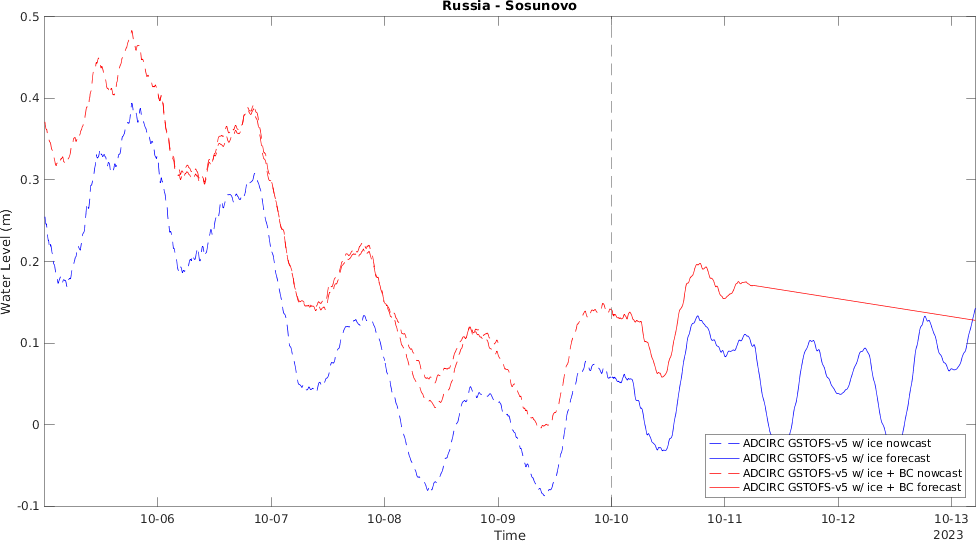 Russia - Sosunovo
0.5
0.4
0.3
0.2
0.1
0
-0.1
Water Level (m)
ADCIRC GSTOFS-v5 w/ ice nowcast
ADCIRC GSTOFS-v5 w/ ice forecast
ADCIRC GSTOFS-v5 w/ ice + BC nowcast
ADCIRC GSTOFS-v5 w/ ice + BC forecast
10-06 10-07 10-08 10-09 10-10 10-11 10-12 10-13
Time 2023